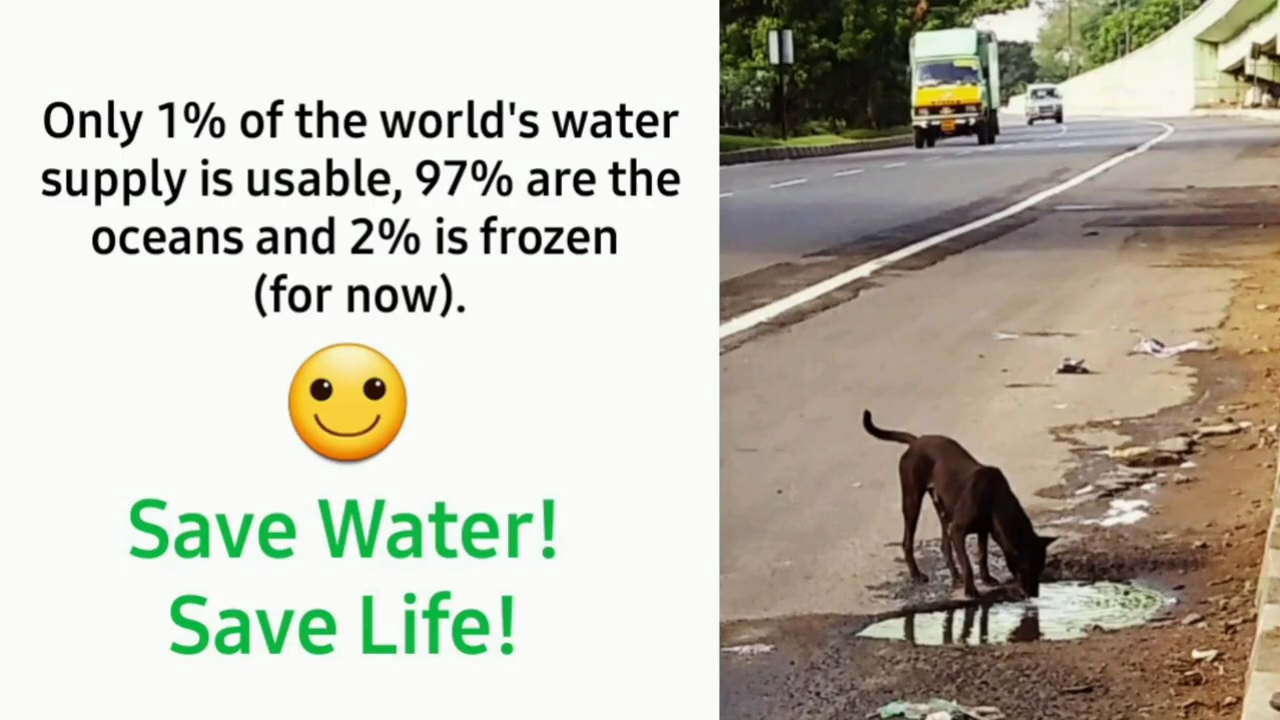 Only 1% of the world's water
supply is usable, 97% are the
oceans and 2% is frozen
(for now).
Save Water!
Save Life!